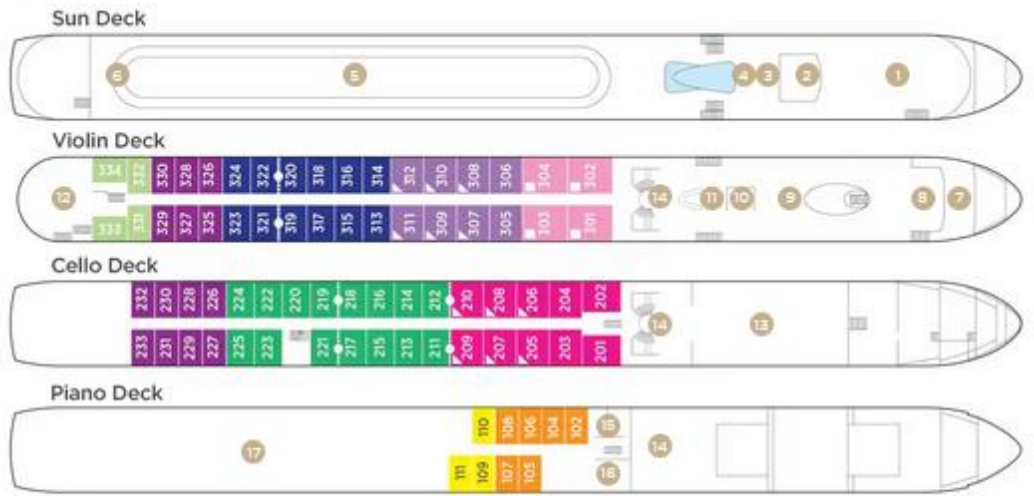 Sun Deck
6 5 4 3 2 1
Violin Deck
334 332 330 328 326 324 322 320 318 316 314 312 310 308 306 304 302
12 14 11 10 9 8 7
333 331 329 327 325 323 321 319 317 315 313 311 309 307 305 303 301
Cello Deck
232 230 228 226 224 222 220 219 218 216 214 212 210 208 206 204 202
14 13
233 231 229 227 225 223 221 217 215 213 211 209 207 205 203 201
Piano Deck
110 108 106 104 102 15
17 14
111 109 107 105 16